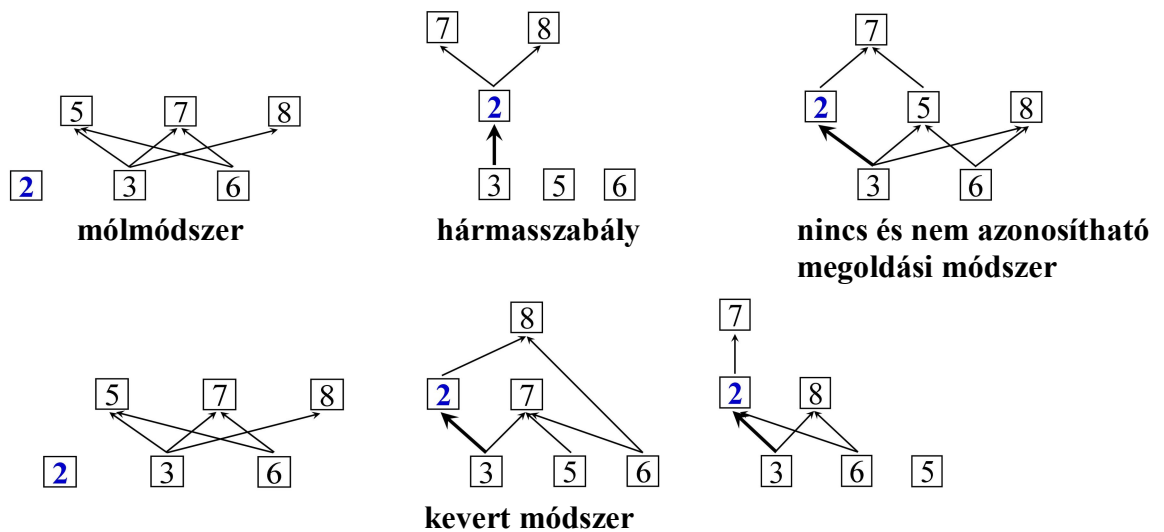 7 8 7
5 7 8 2 2 5 8
2 3 6 3 5 6 3 6
mólmódszer hármasszabály nincs és nem azonosítható
megoldási módszer
8 7
5 7 8 2 7 2 8
2 3 6 3 5 6 3 6 5
kevert módszer